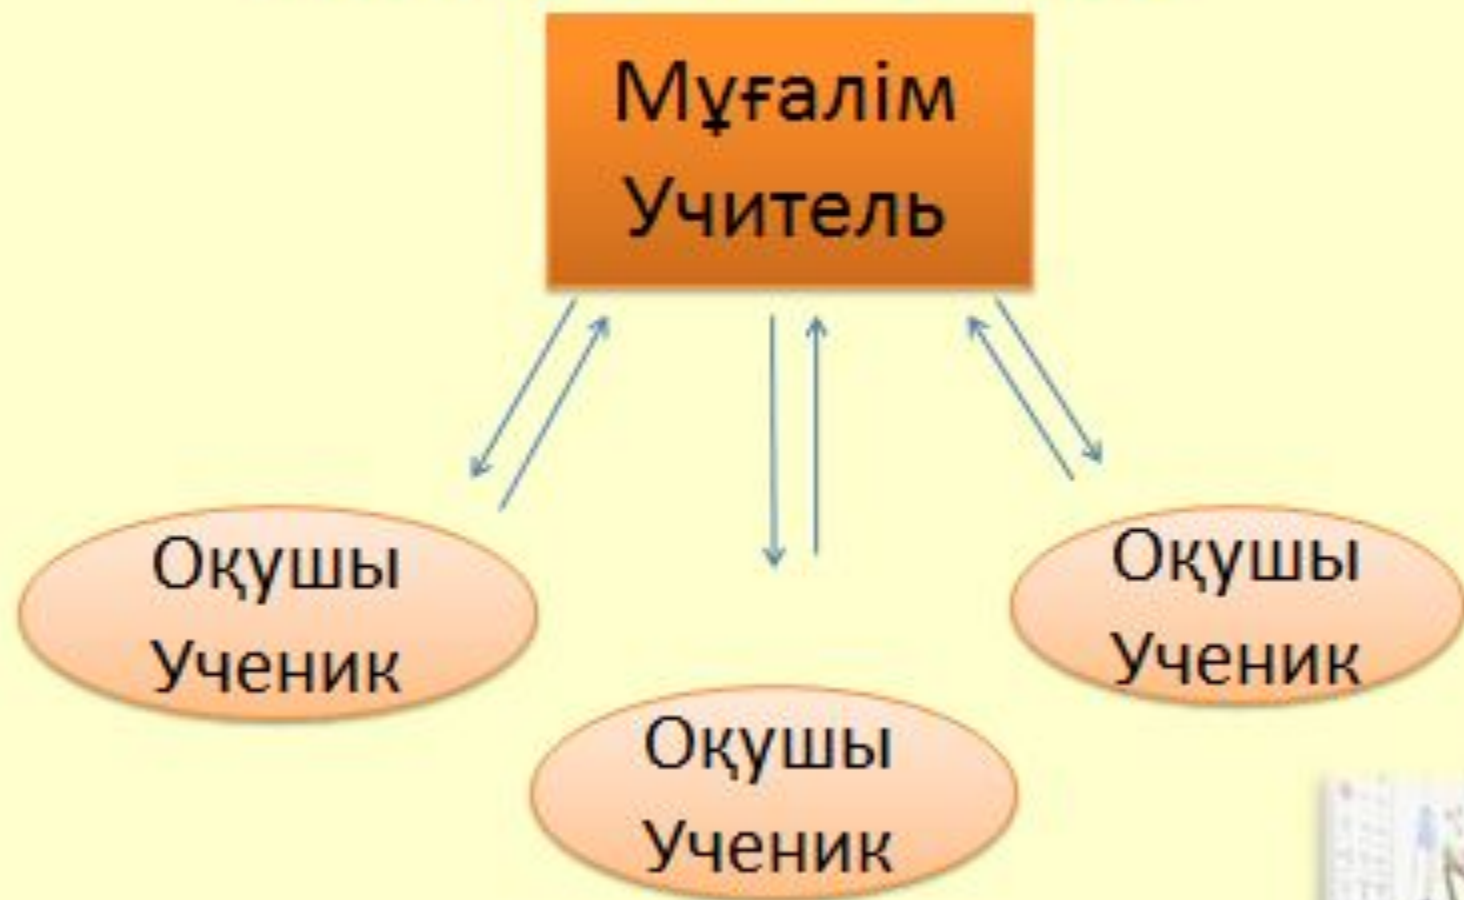 Мұғалім
Учитель
Оқушы
Ученик
Оқушы
Ученик
Оқушы
Ученик